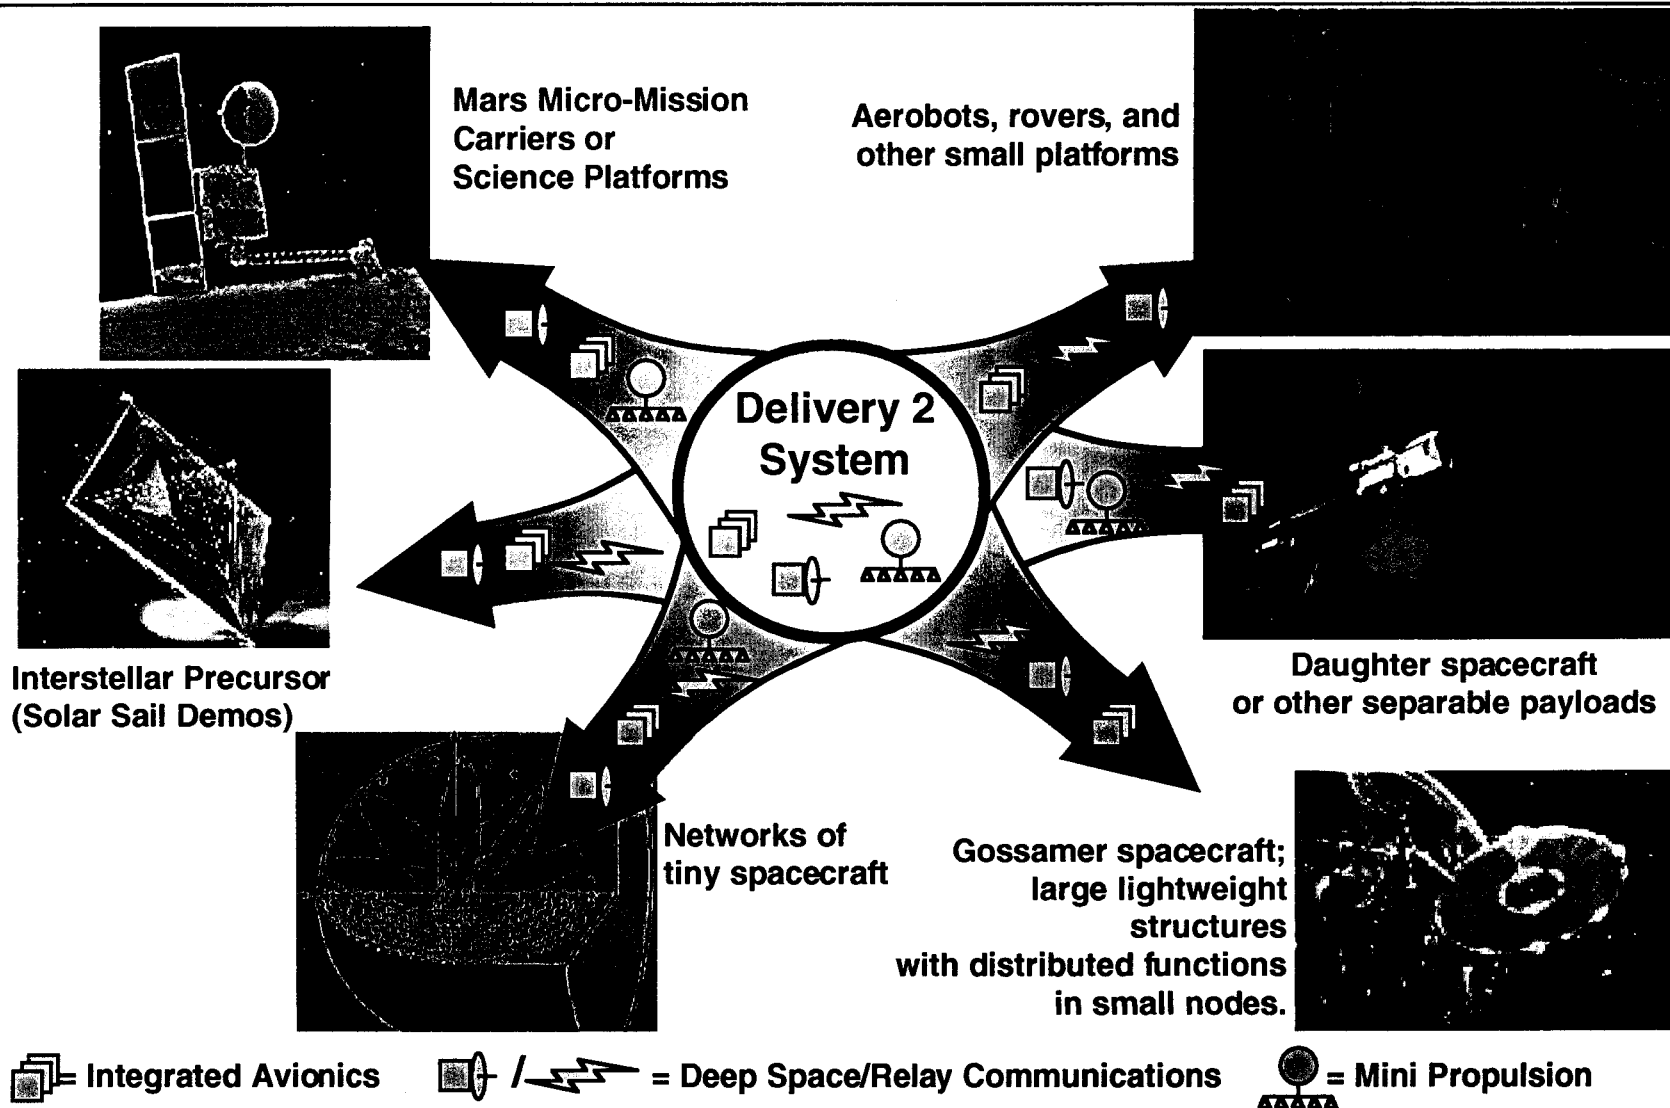 Mars Micro-Mission
Carriers or
Science Platforms
Aerobots, rovers, and
other small platforms
Delivery 2
System
Interstellar Precursor
(Solar Sail Demos)
Daughter spacecraft
or other separable payloads
Networks of
tiny spacecraft
Gossamer spacecraft;
large lightweight
structures
with distributed functions
in small nodes.
= Integrated Avionics
/ = Deep Space/Relay Communications
= Mini Propulsion